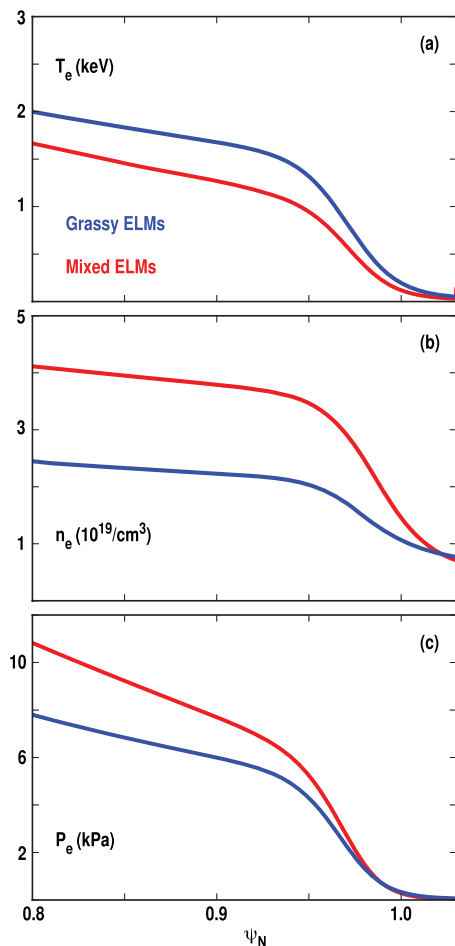 3
(a)
T_e (keV)
2
Grassy ELMs
1
Mixed ELMs
5
(b)
3
n_e (10^19/cm^3)
1
(c)
10
6
P_e (kPa)
2
0.8 0.9 1.0
ψ_N